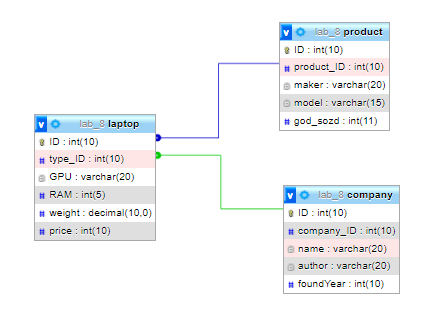 v lab_8 product
ID : int(10)
# product_ID : int(10)
maker : varchar(20)
model : varchar(15)
# god_sozd : int(11)
v lab_8 laptop
ID : int(10)
# type_ID : int(10)
GPU : varchar(20)
# RAM : int(5)
# weight : decimal(10,0)
# price : int(10)
v lab_8 company
ID : int(10)
# company_ID : int(10)
name : varchar(20)
author : varchar(20)
# foundYear : int(10)